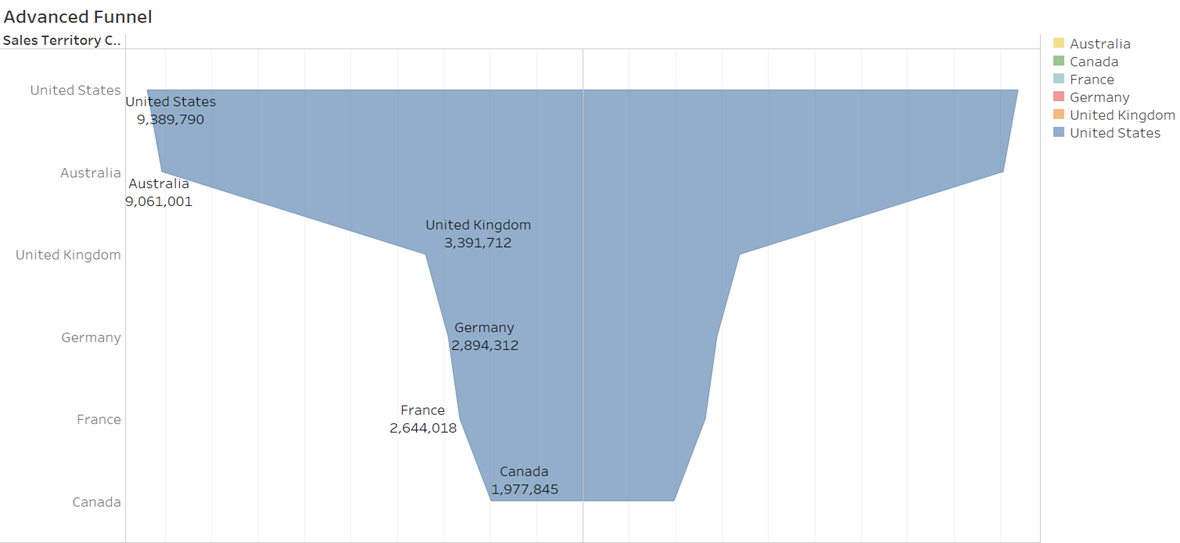 Advanced Funnel
Sales Territory C..
United States
United States
9,389,790
Australia
Australia
9,061,001
United Kingdom
3,391,712
United Kingdom
Germany
2,894,312
Germany
France
2,644,018
France
Canada
1,977,845
Canada
Australia
Canada
France
Germany
United Kingdom
United States